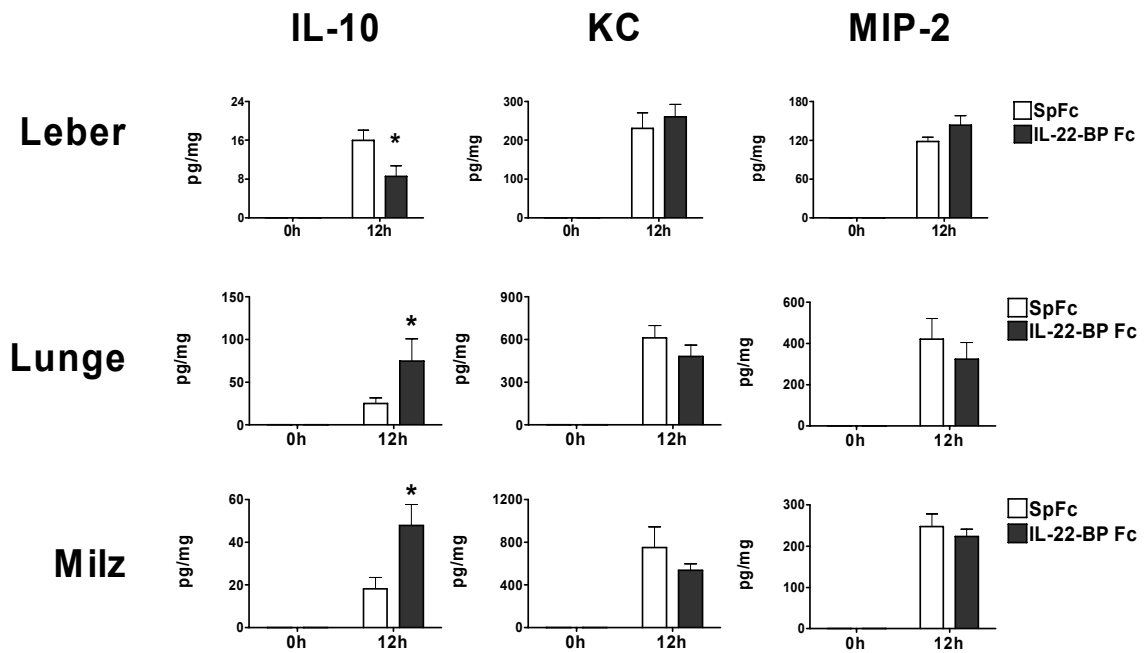 IL-10 KC MIP-2
Leber
pg/mg
24
16
8
0
*
0h 12h
pg/mg
300
200
100
0
0h 12h
pg/mg
180
120
60
0
0h 12h
SpFc
IL-22-BP Fc
Lunge
pg/mg
150
100
50
0
*
0h 12h
pg/mg
900
600
300
0
0h 12h
pg/mg
600
400
200
0
0h 12h
SpFc
IL-22-BP Fc
Milz
pg/mg
60
40
20
0
*
0h 12h
pg/mg
1200
800
400
0
0h 12h
pg/mg
300
200
100
0
0h 12h
SpFc
IL-22-BP Fc